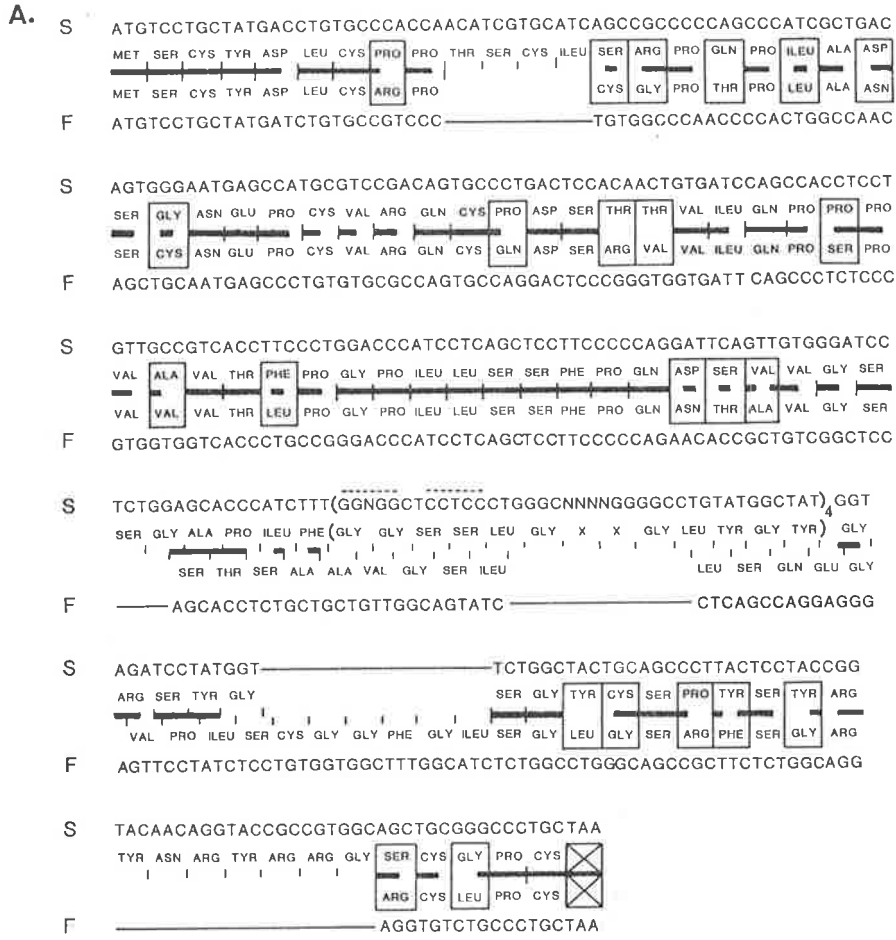 A.
S ATGTCCTGCTATGACCTGTGCCCACCAACATCGTGCATCAGCCGCCCCCAGCCCATCGCTGAC
MET SER CYS TYR ASP LEU CYS PRO PRO THR SER CYS ILEU SER ARG PRO GLN PRO ILEU ALA ASP
MET SER CYS TYR ASP LEU CYS ARG PRO CYS GLY PRO THR PRO LEU ALA ASN
F ATGTCCTGCTATGATCTGTGCCGTCCC TGTGGCCCAACCCCACTGGCCAAC
S AGTGGGAATGAGCCATGCGTCCGACAGTGCCCTGACTCCACAACTGTGATCCAGCCACCTCCT
SER GLY ASN GLU PRO CYS VAL ARG GLN CYS PRO ASP SER THR THR VAL ILEU GLN PRO PRO PRO
SER CYS ASN GLU PRO CYS VAL ARG GLN CYS GLN ASP SER ARG VAL VAL ILEU GLN PRO SER PRO
F AGCTGCAATGAGCCCTGTGTGCGCCAGTGCCAGGACTCCCGGGTGGTGATTCAGCCCTCTCCC
S GTTGCCGTCACCTTCCCTGGACCCATCCTCAGCTCCTTCCCCCAGGATTCAGTTGTGGGATCC
VAL ALA VAL THR PHE PRO GLY PRO ILEU LEU SER SER PHE PRO GLN ASP SER VAL VAL GLY SER
VAL VAL VAL THR LEU PRO GLY PRO ILEU LEU SER SER PHE PRO GLN ASN THR ALA VAL GLY SER
F GTGGTGGTCACCCTGCCGGGACCCATCCTCAGCTCCTTCCCCCAGAACACCGCTGTCGGCTCC
S TCTGGAGCACCCATCTTT(GGNGGCTCCTCCCTGGGCNNNNGGGGCCTGTATGGCTAT)4GGT
SER GLY ALA PRO ILEU PHE (GLY GLY SER SER LEU GLY X X GLY LEU TYR GLY TYR) GLY
SER THR SER ALA ALA VAL GLY SER ILEU LEU SER GLN GLU GLY
F AGCACCTCTGCTGCTGTTGGCAGTATC CTCAGCCAGGAGGG
S AGATCCTATGGT TCTGGCTACTGCAGCCCTTACTCCTACCGG
ARG SER TYR GLY SER GLY TYR CYS SER PRO TYR SER TYR ARG
VAL PRO ILEU SER CYS GLY GLY PHE GLY ILEU SER GLY LEU GLY SER ARG PHE SER GLY ARG
F AGTTCCTATCTCCTGTGGTGGCTTTGGCATCTCTGGCCTGGGCAGCCGCTTCTCTGGCAGG
S TACAACAGGTACCGCCGTGGCAGCTGCGGGCCCTGCTAA
TYR ASN ARG TYR ARG ARG GLY SER CYS GLY PRO CYS
ARG CYS LEU PRO CYS
F AGGTGTCTGCCCTGCTAA